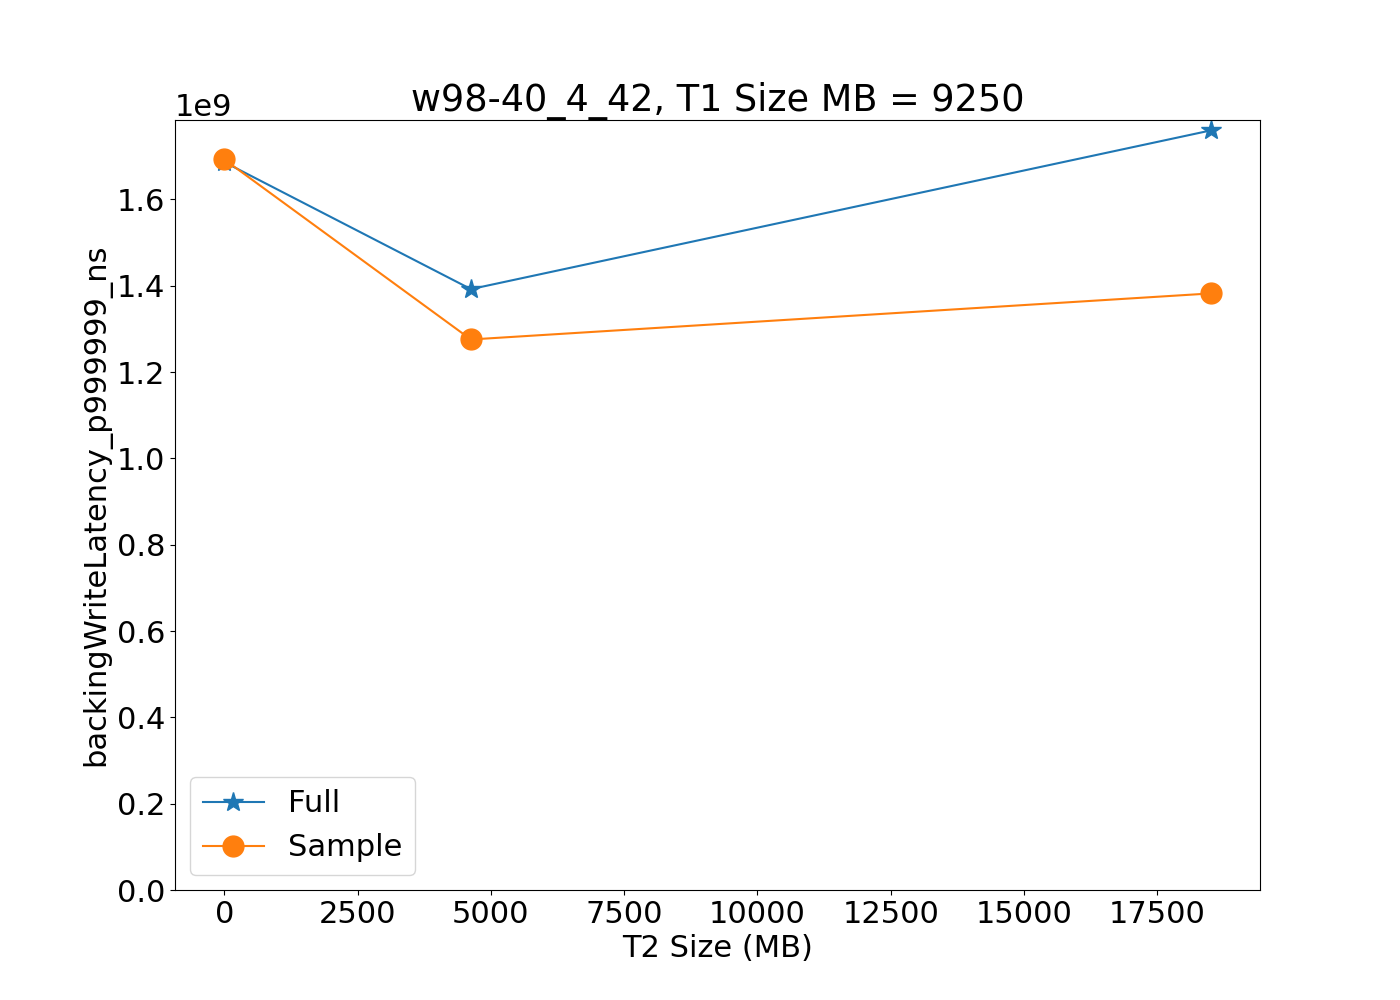 w98-40_4_42, T1 Size MB = 9250
1e9
backingWriteLatency_p999999_ns
1.6
1.4
1.2
1.0
0.8
0.6
0.4
0.2
0.0
Full
Sample
0 2500 5000 7500 10000 12500 15000 17500
T2 Size (MB)